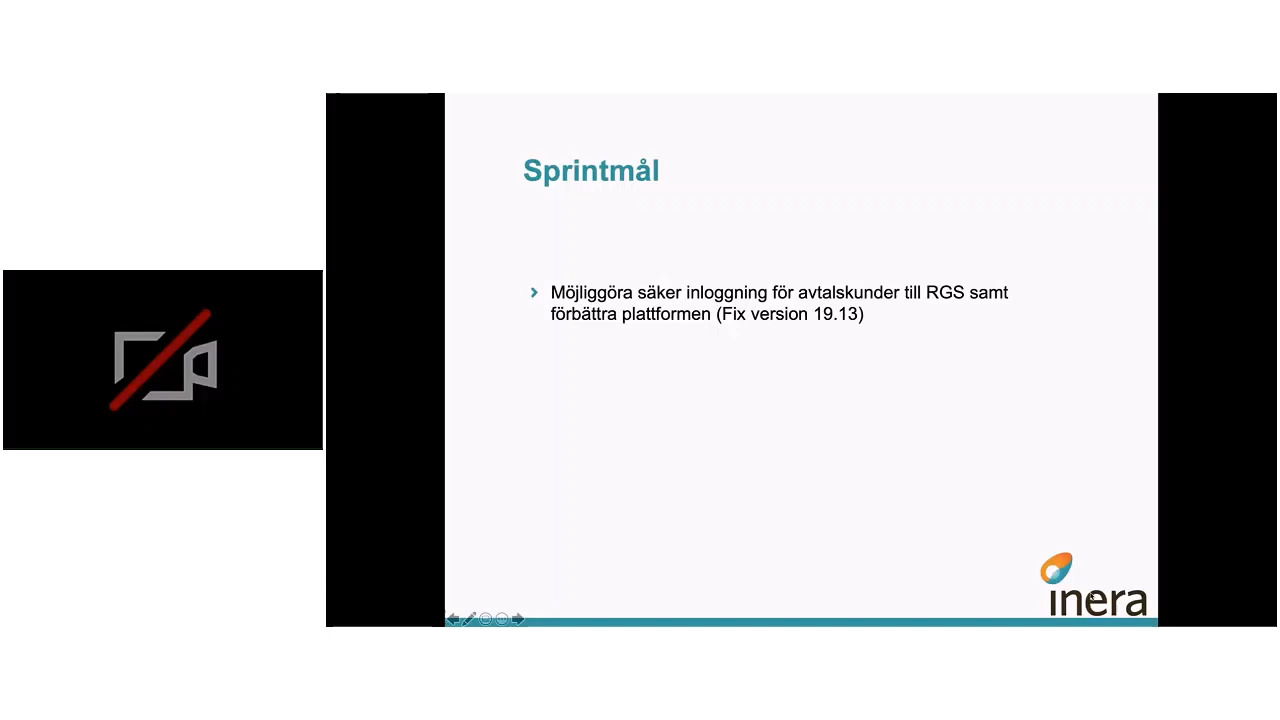 Sprintmål
Möjliggöra säker inloggning för avtalskunder till RGS samt
förbättra plattformen (Fix version 19.13)
inera